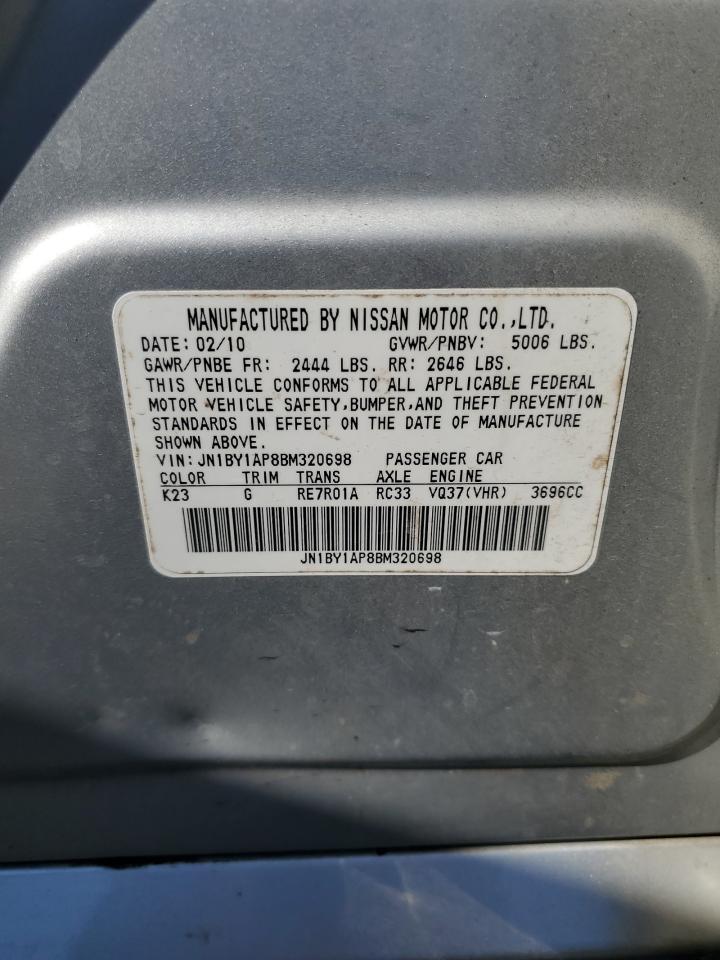 MANUFACTURED BY NISSAN MOTOR CO.,LTD.
DATE: 02/10 GVWR/PNBV: 5006 LBS.
GAWR/PNBE FR: 2444 LBS. RR: 2646 LBS.
THIS VEHICLE CONFORMS TO ALL APPLICABLE FEDERAL
MOTOR VEHICLE SAFETY,BUMPER,AND THEFT PREVENTION
STANDARDS IN EFFECT ON THE DATE OF MANUFACTURE
SHOWN ABOVE.
VIN:JN1BY1AP8BM320698 PASSENGER CAR
COLOR TRIM TRANS AXLE ENGINE
K23 G RE7R01A RC33 VQ37(VHR) 3696CC
JN1BY1AP8BM320698